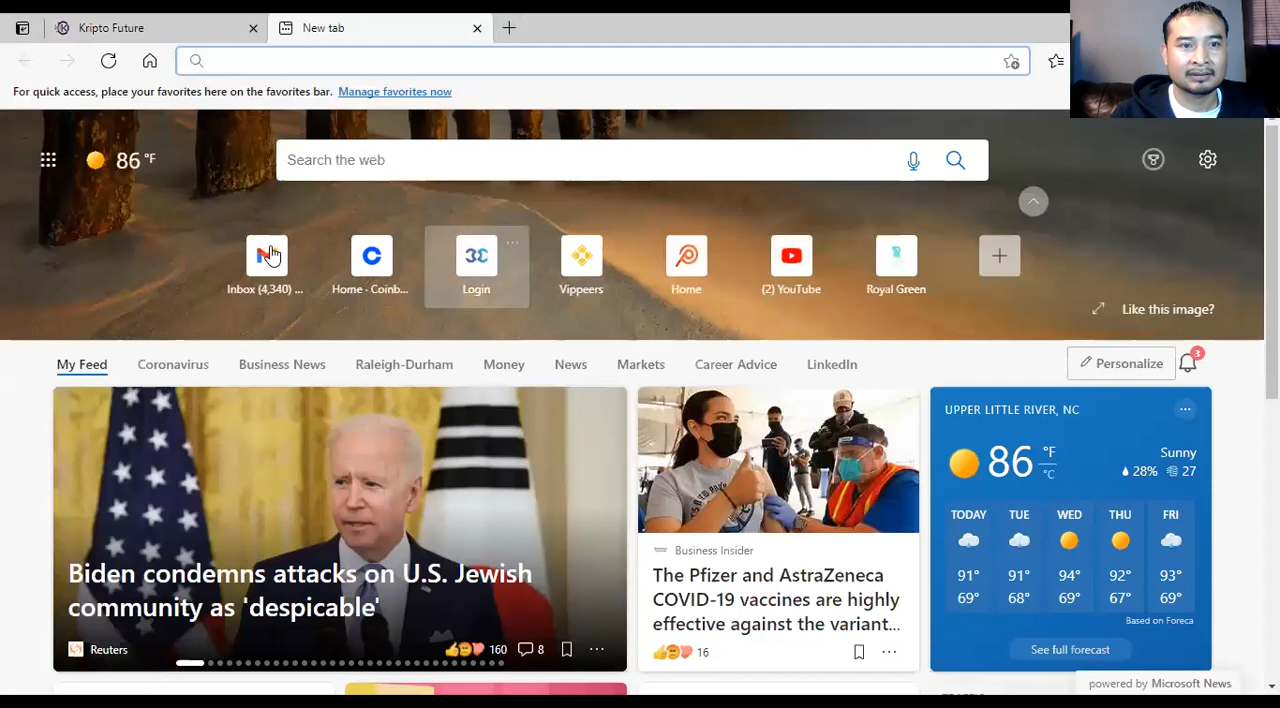 Kripto Future
New tab
For quick access, place your favorites here on the favorites bar. Manage favorites now
86 °F
Search the web
Inbox (4,340) ...
Home - Coinb...
3C
Login
Vippeers
Home
(2) YouTube
Royal Green
Like this image?
My Feed
Coronavirus
Business News
Raleigh-Durham
Money
News
Markets
Career Advice
LinkedIn
Personalize
3
Biden condemns attacks on U.S. Jewish
community as 'despicable'
Reuters
160
8
Business Insider
The Pfizer and AstraZeneca
COVID-19 vaccines are highly
effective against the variant...
16
UPPER LITTLE RIVER, NC
86 °F
°C
Sunny
28% 27
TODAY TUE WED THU FRI
91° 91° 94° 92° 93°
69° 68° 69° 67° 69°
Based on Foreca
See full forecast
powered by Microsoft News